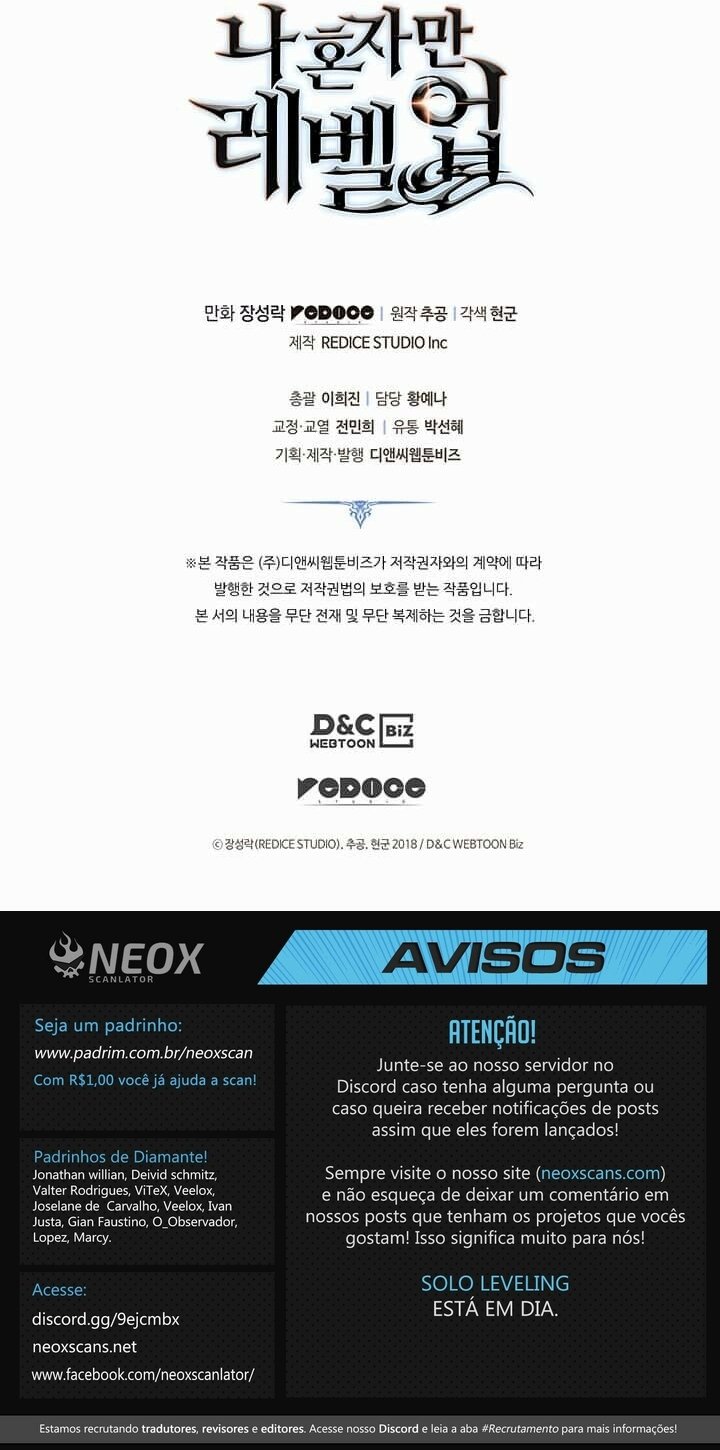 나 혼자만
레벨업
만화 장성락 REDICE STUDIO | 원작 추공 | 각색 현군
제작 REDICE STUDIO Inc
총괄 이희진 | 담당 황예나
교정·교열 전민희 | 유통 박선혜
기획·제작·발행 디앤씨웹툰비즈
※본 작품은 (주)디앤씨웹툰비즈가 저작권자와의 계약에 따라
발행한 것으로 저작권법의 보호를 받는 작품입니다.
본 서의 내용을 무단 전재 및 무단 복제하는 것을 금합니다.
D&C WEBTOON BiZ
REDICE STUDIO
ⓒ 장성락(REDICE STUDIO), 추공, 현군 2018 / D&C WEBTOON Biz
NEOX
SCANLATOR
AVISOS
Seja um padrinho:
www.padrim.com.br/neoxscan
Com R$1,00 você já ajuda a scan!
Padrinhos de Diamante!
Jonathan willian, Deivid schmitz,
Valter Rodrigues, ViTeX, Veelox,
Joselane de Carvalho, Veelox, Ivan
Justa, Gian Faustino, O_Observador,
Lopez, Marcy.
Acesse:
discord.gg/9ejcmbx
neoxscans.net
www.facebook.com/neoxscanlator/
ATENÇÃO!
Junte-se ao nosso servidor no
Discord caso tenha alguma pergunta ou
caso queira receber notificações de posts
assim que eles forem lançados!
Sempre visite o nosso site (neoxscans.com)
e não esqueça de deixar um comentário em
nossos posts que tenham os projetos que vocês
gostam! Isso significa muito para nós!
SOLO LEVELING
ESTÁ EM DIA.
Estamos recrutando tradutores, revisores e editores. Acesse nosso Discord e leia a aba #Recrutamento para mais informações!